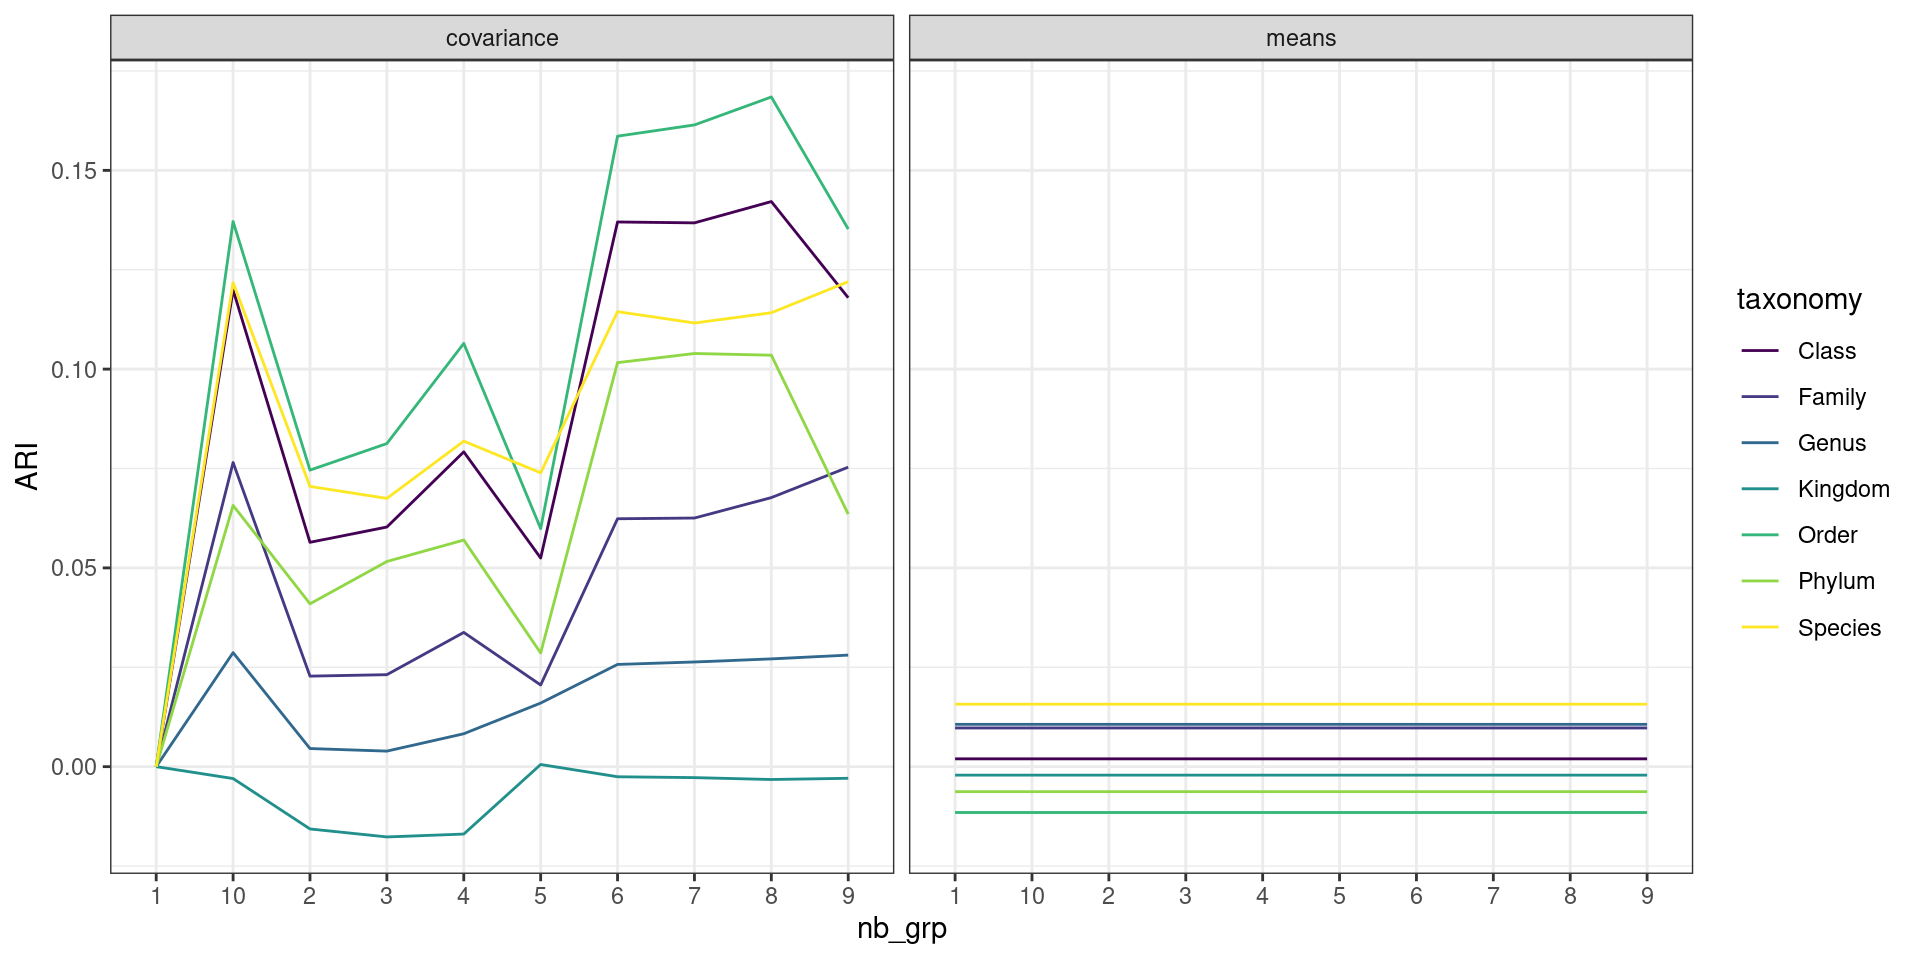 covariance means
0.15
0.10
0.05
0.00
ARI
1 10 2 3 4 5 6 7 8 9 1 10 2 3 4 5 6 7 8 9
nb_grp
taxonomy
Class
Family
Genus
Kingdom
Order
Phylum
Species